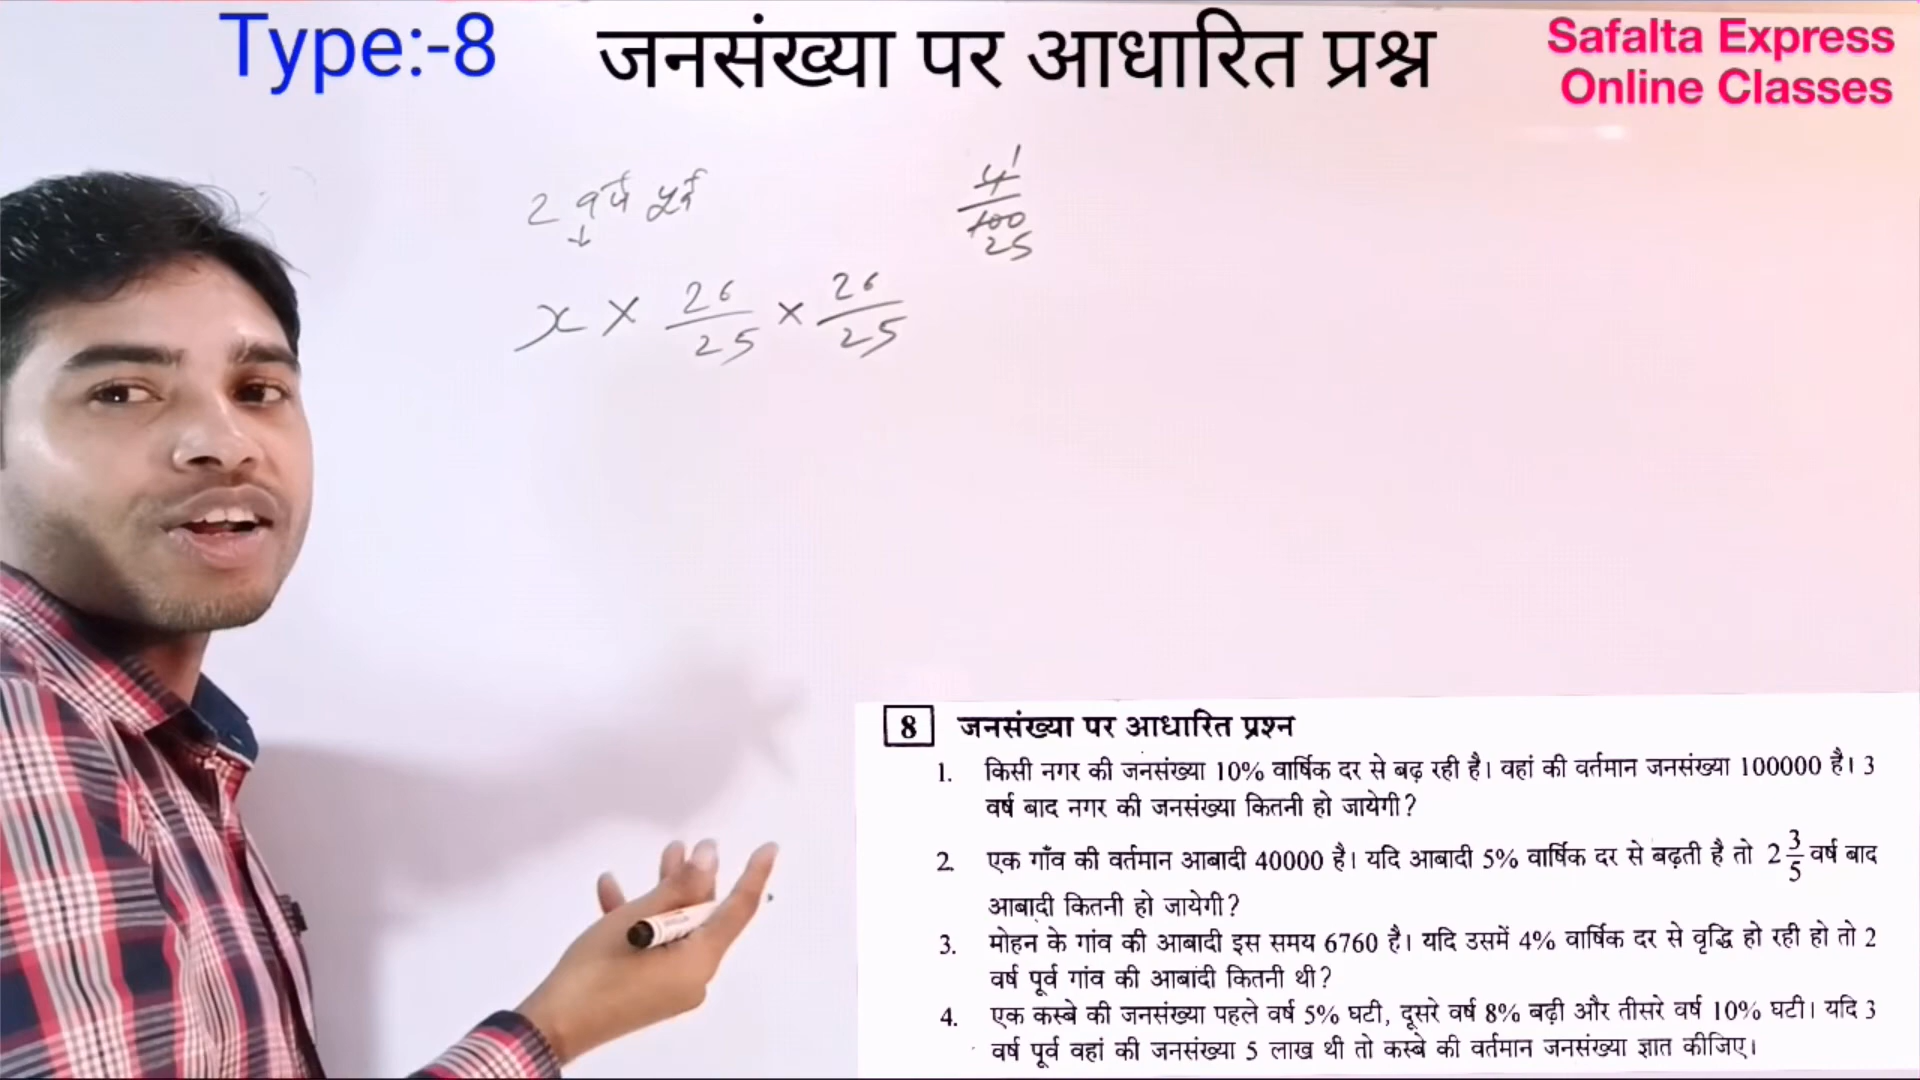 Type:-8 जनसंख्या पर आधारित प्रश्न
Safalta Express
Online Classes
2 वर्ष पूर्व
4 1
100
25
x × 26/25 × 26/25
8 जनसंख्या पर आधारित प्रश्न
1. किसी नगर की जनसंख्या 10% वार्षिक दर से बढ़ रही है। वहां की वर्तमान जनसंख्या 100000 है। 3
वर्ष बाद नगर की जनसंख्या कितनी हो जायेगी?
2. एक गाँव की वर्तमान आबादी 40000 है। यदि आबादी 5% वार्षिक दर से बढ़ती है तो 2 3/5 वर्ष बाद
आबादी कितनी हो जायेगी?
3. मोहन के गांव की आबादी इस समय 6760 है। यदि उसमें 4% वार्षिक दर से वृद्धि हो रही हो तो 2
वर्ष पूर्व गांव की आबादी कितनी थी?
4. एक कस्बे की जनसंख्या पहले वर्ष 5% घटी, दूसरे वर्ष 8% बढ़ी और तीसरे वर्ष 10% घटी। यदि 3
वर्ष पूर्व वहां की जनसंख्या 5 लाख थी तो कस्बे की वर्तमान जनसंख्या ज्ञात कीजिए।